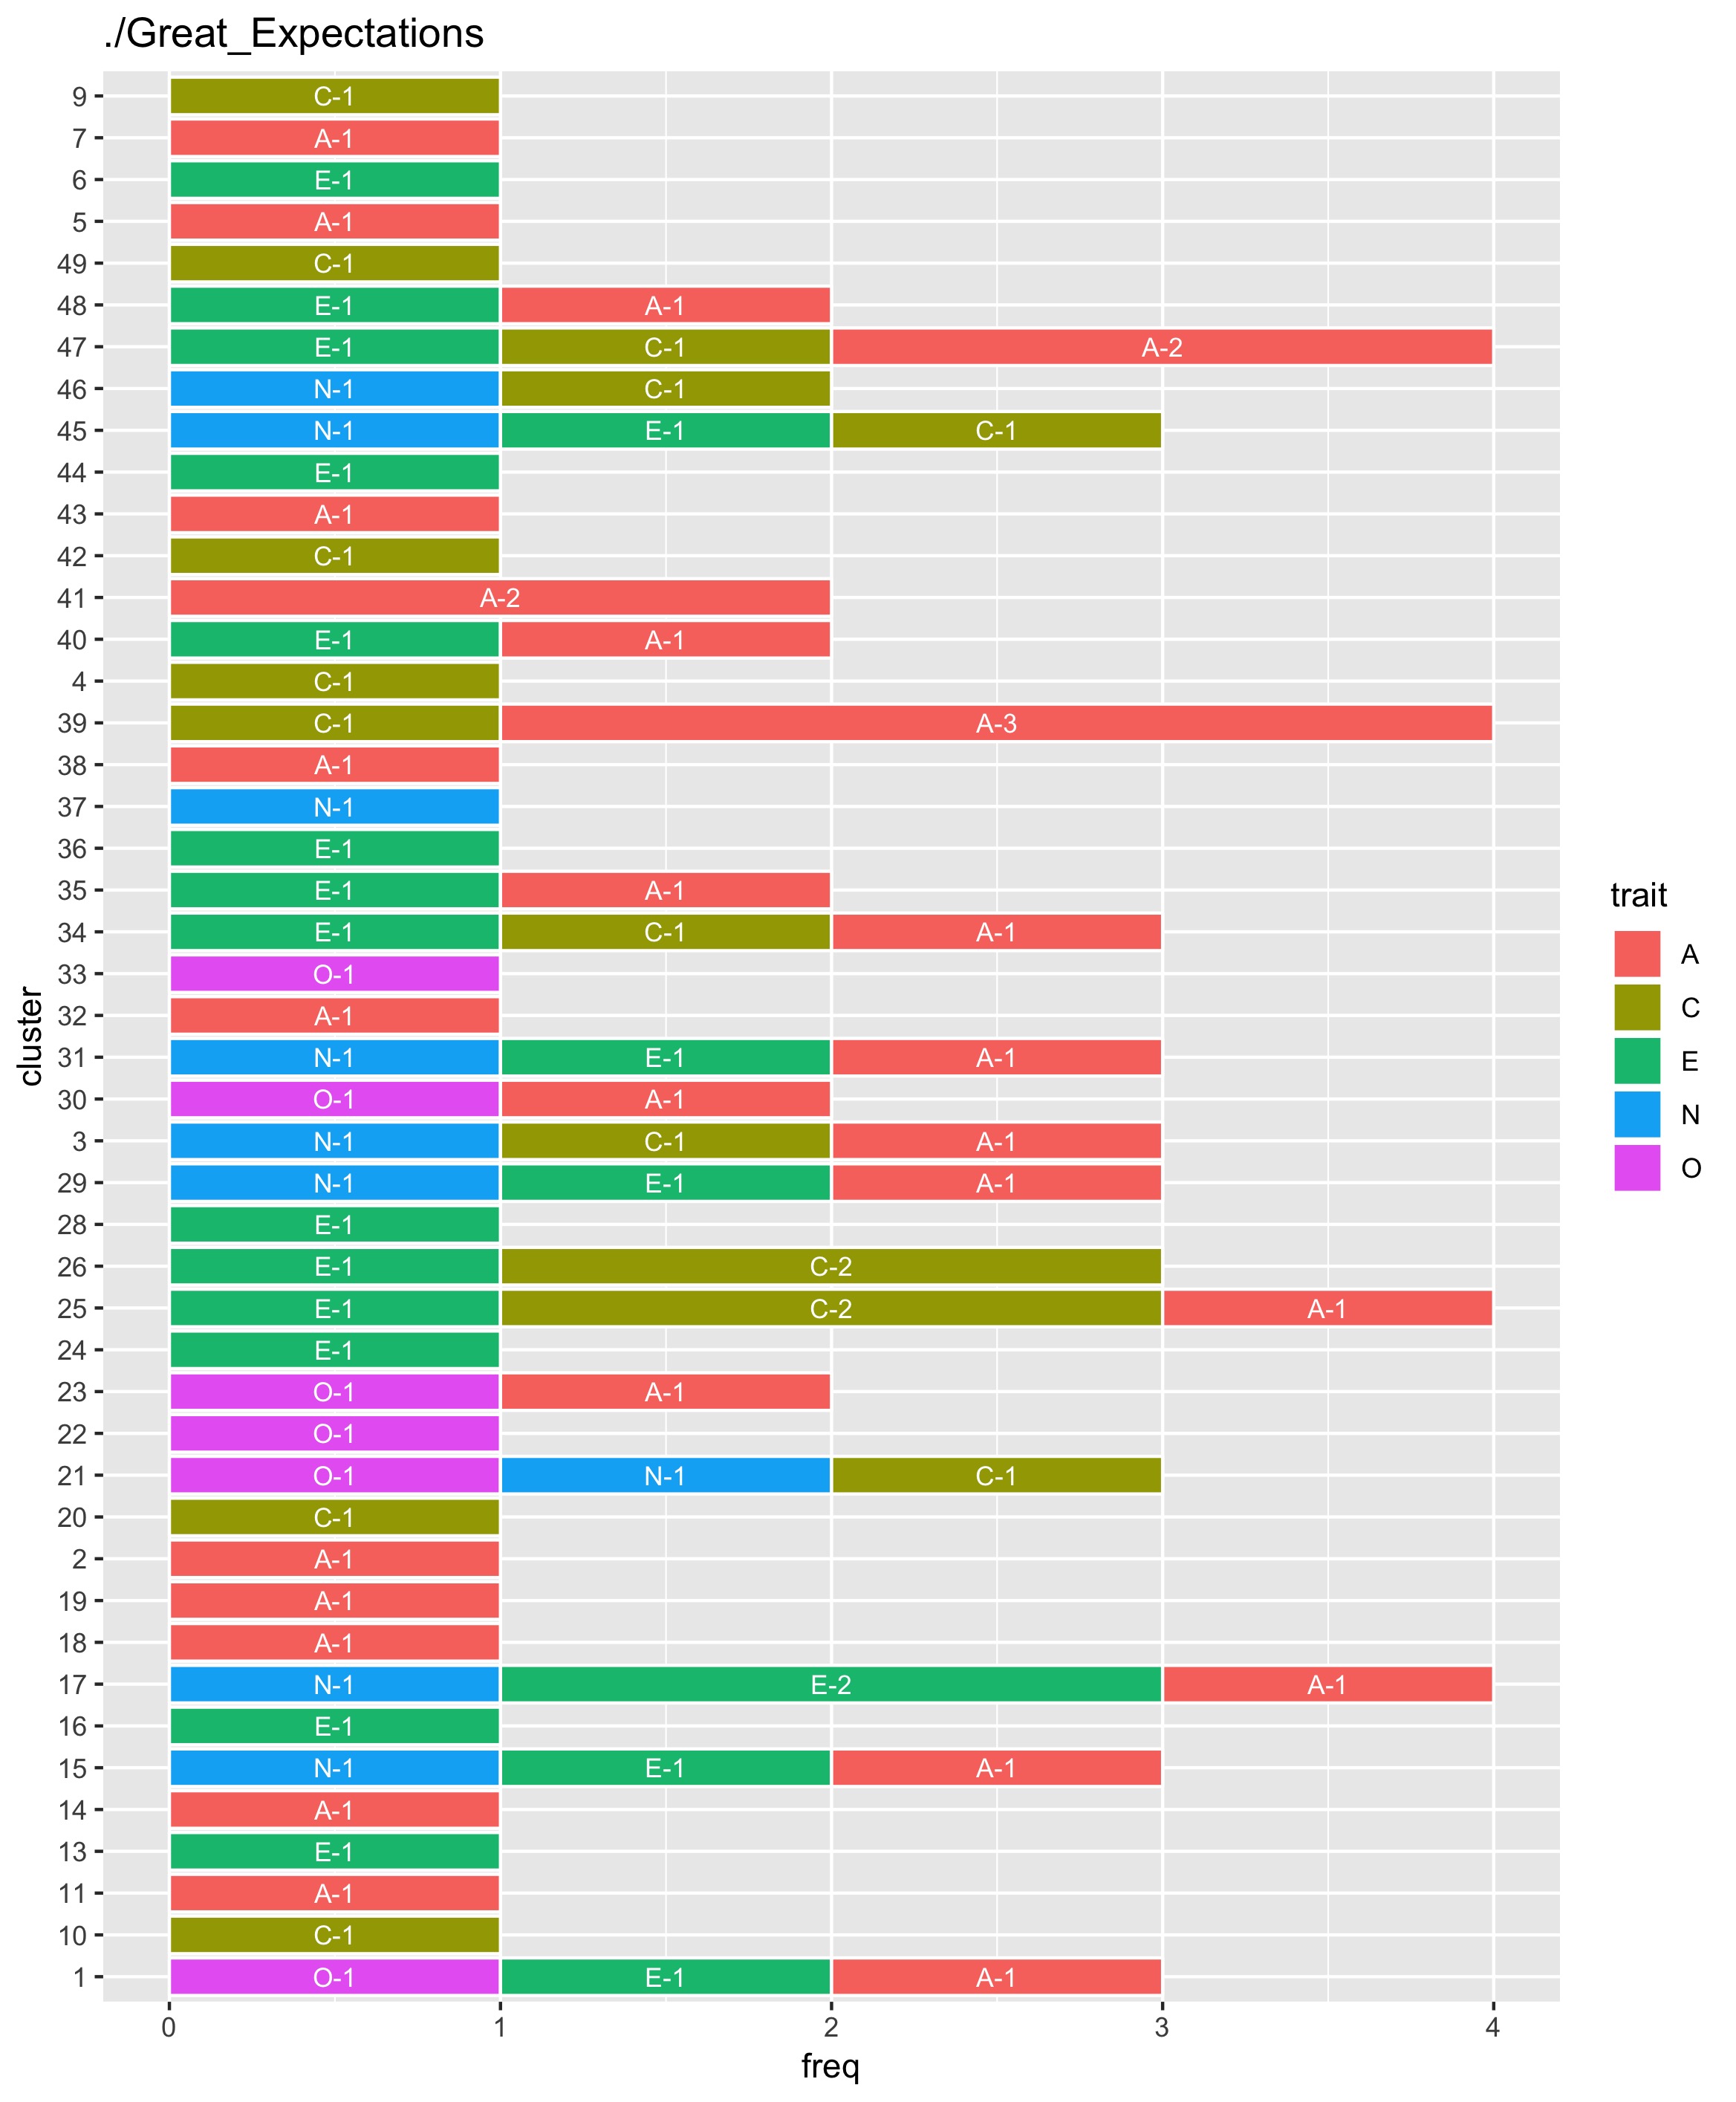 ./Great_Expectations
9 C-1
7 A-1
6 E-1
5 A-1
49 C-1
48 E-1 A-1
47 E-1 C-1 A-2
46 N-1 C-1
45 N-1 E-1 C-1
44 E-1
43 A-1
42 C-1
41 A-2
40 E-1 A-1
4 C-1
39 C-1 A-3
38 A-1
37 N-1
36 E-1
35 E-1 A-1
34 E-1 C-1 A-1
33 O-1
32 A-1
31 N-1 E-1 A-1
30 O-1 A-1
3 N-1 C-1 A-1
29 N-1 E-1 A-1
28 E-1
26 E-1 C-2
25 E-1 C-2 A-1
24 E-1
23 O-1 A-1
22 O-1
21 O-1 N-1 C-1
20 C-1
2 A-1
19 A-1
18 A-1
17 N-1 E-2 A-1
16 E-1
15 N-1 E-1 A-1
14 A-1
13 E-1
11 A-1
10 C-1
1 O-1 E-1 A-1
0 1 2 3 4
freq
cluster
trait
A
C
E
N
O